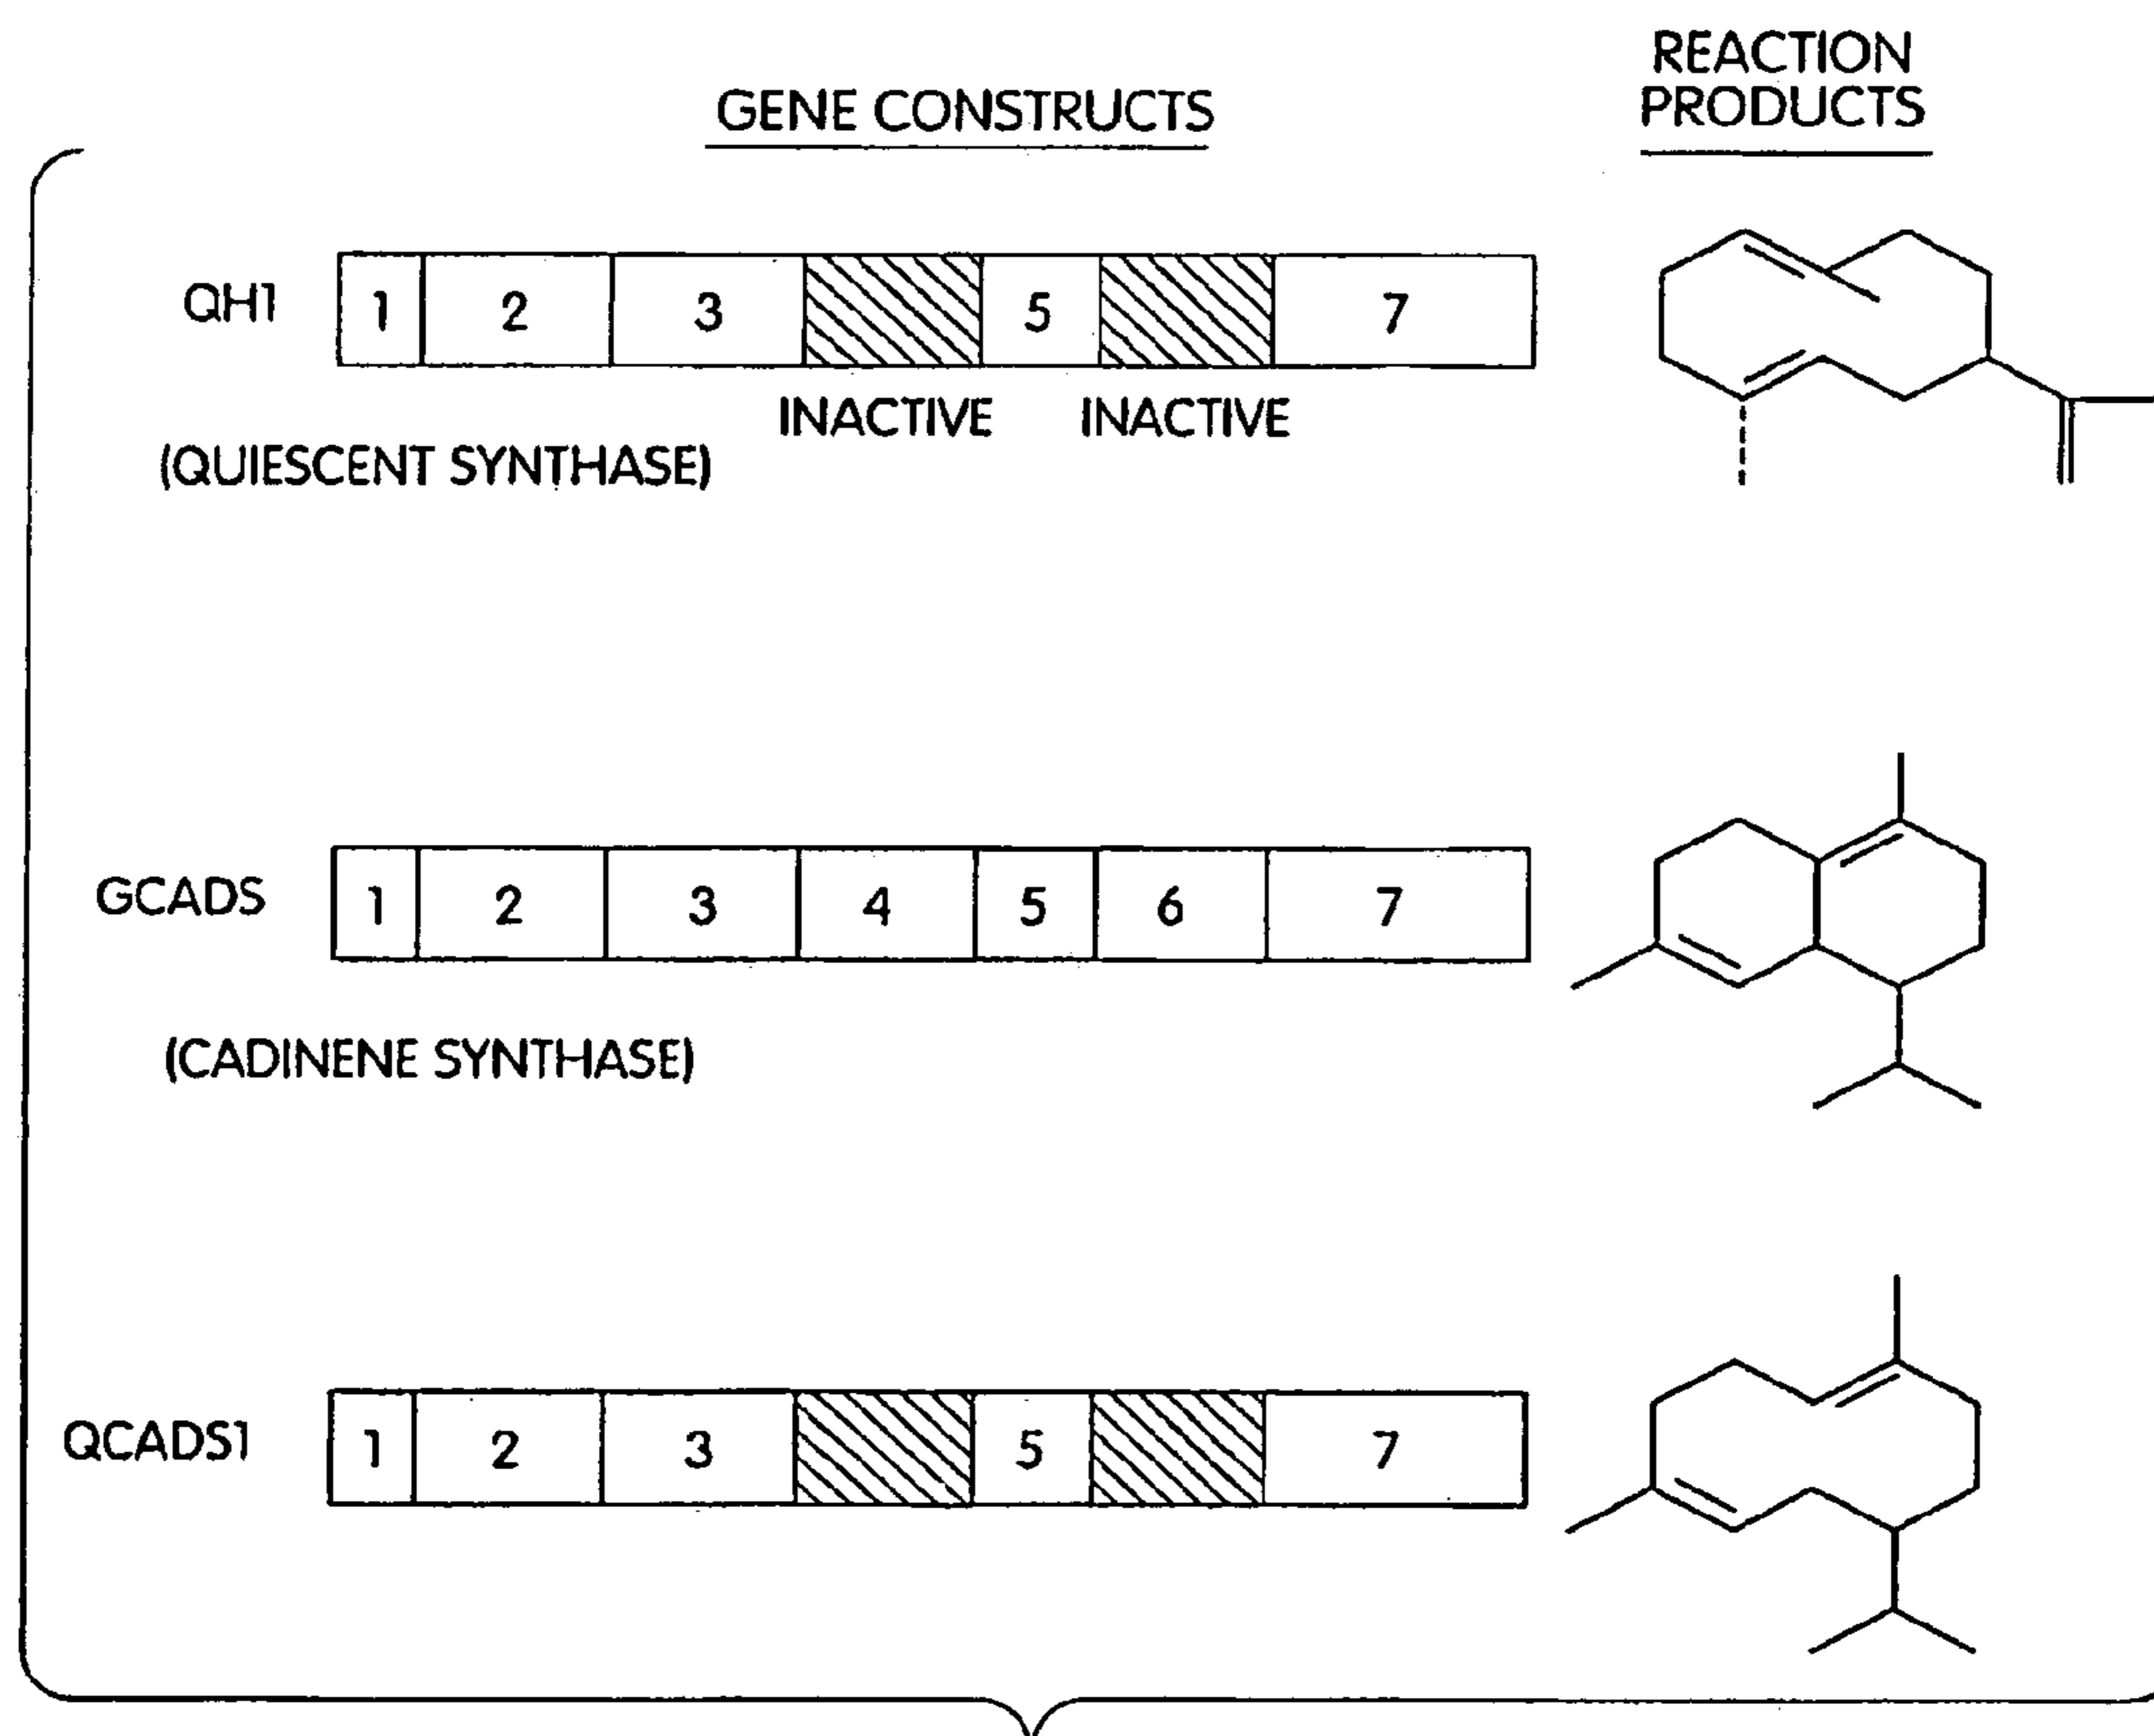 GENE CONSTRUCTS
REACTION
PRODUCTS
QH1
1 2 3 5 7
INACTIVE INACTIVE
(QUIESCENT SYNTHASE)
GCADS
1 2 3 4 5 6 7
(CADINENE SYNTHASE)
QCADS1
1 2 3 5 7